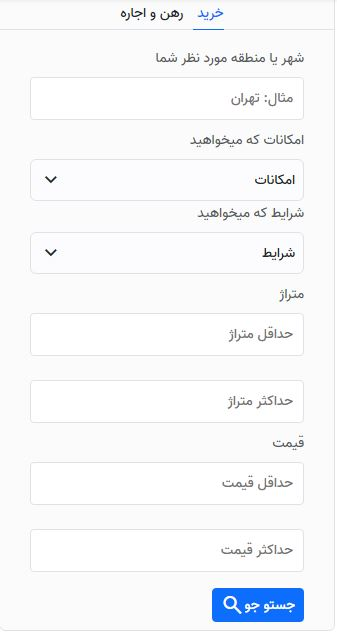 خرید رهن و اجاره
شهر یا منطقه مورد نظر شما
مثال: تهران
امکانات که میخواهید
امکانات
شرایط که میخواهید
شرایط
متراژ
حداقل متراژ
حداکثر متراژ
قیمت
حداقل قیمت
حداکثر قیمت
جستو جو